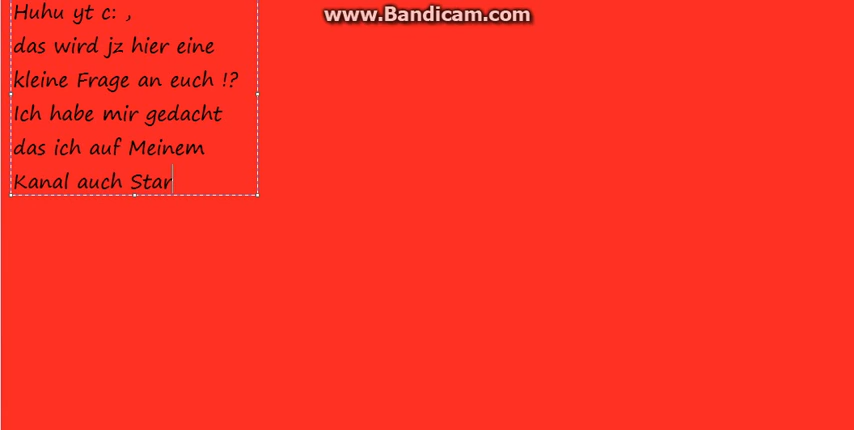 Huhu yt c: ,
www.Bandicam.com
das wird jz hier eine
kleine Frage an euch !?
Ich habe mir gedacht
das ich auf Meinem
Kanal auch Star